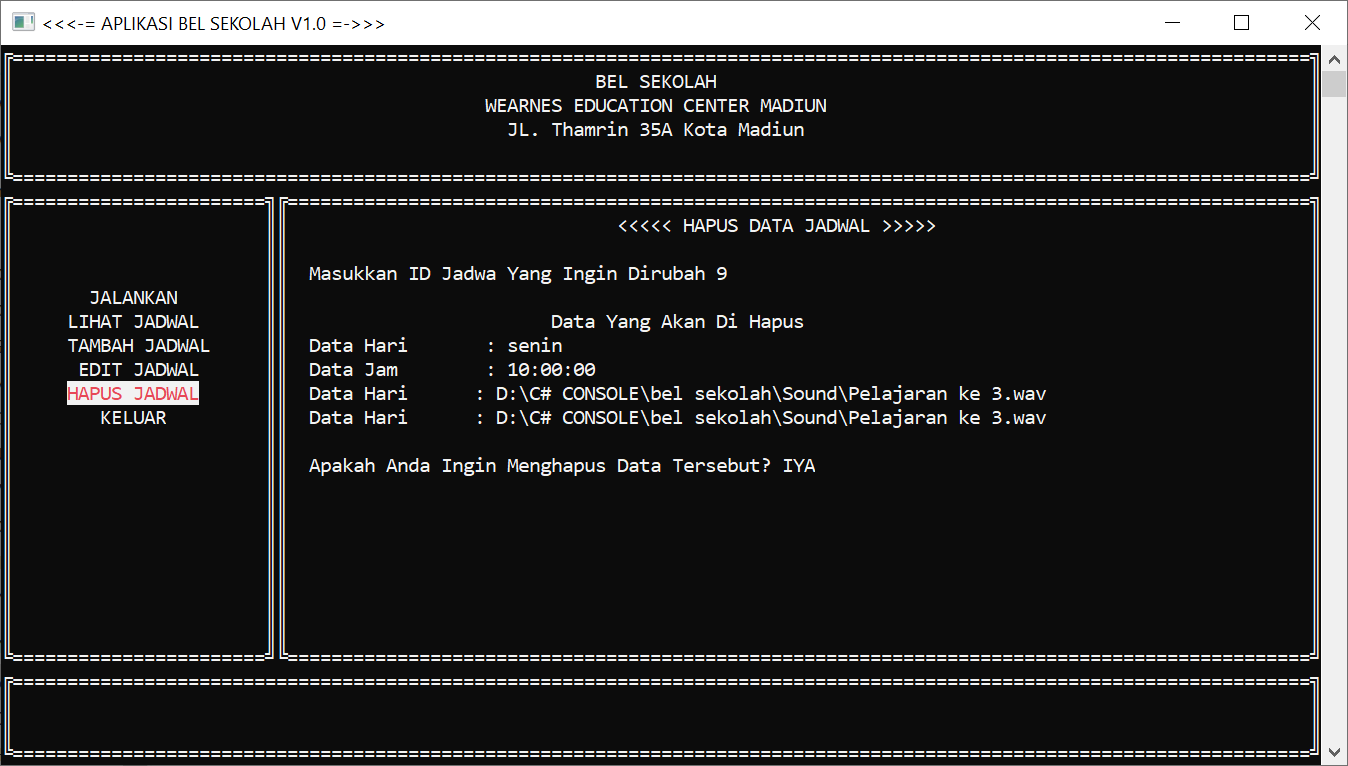 <<<-= APLIKASI BEL SEKOLAH V1.0 =->>>
BEL SEKOLAH
WEARNES EDUCATION CENTER MADIUN
JL. Thamrin 35A Kota Madiun
JALANKAN
LIHAT JADWAL
TAMBAH JADWAL
EDIT JADWAL
HAPUS JADWAL
KELUAR
<<<<< HAPUS DATA JADWAL >>>>>
Masukkan ID Jadwa Yang Ingin Dirubah 9
Data Yang Akan Di Hapus
Data Hari : senin
Data Jam : 10:00:00
Data Hari : D:\C# CONSOLE\bel sekolah\Sound\Pelajaran ke 3.wav
Data Hari : D:\C# CONSOLE\bel sekolah\Sound\Pelajaran ke 3.wav
Apakah Anda Ingin Menghapus Data Tersebut? IYA